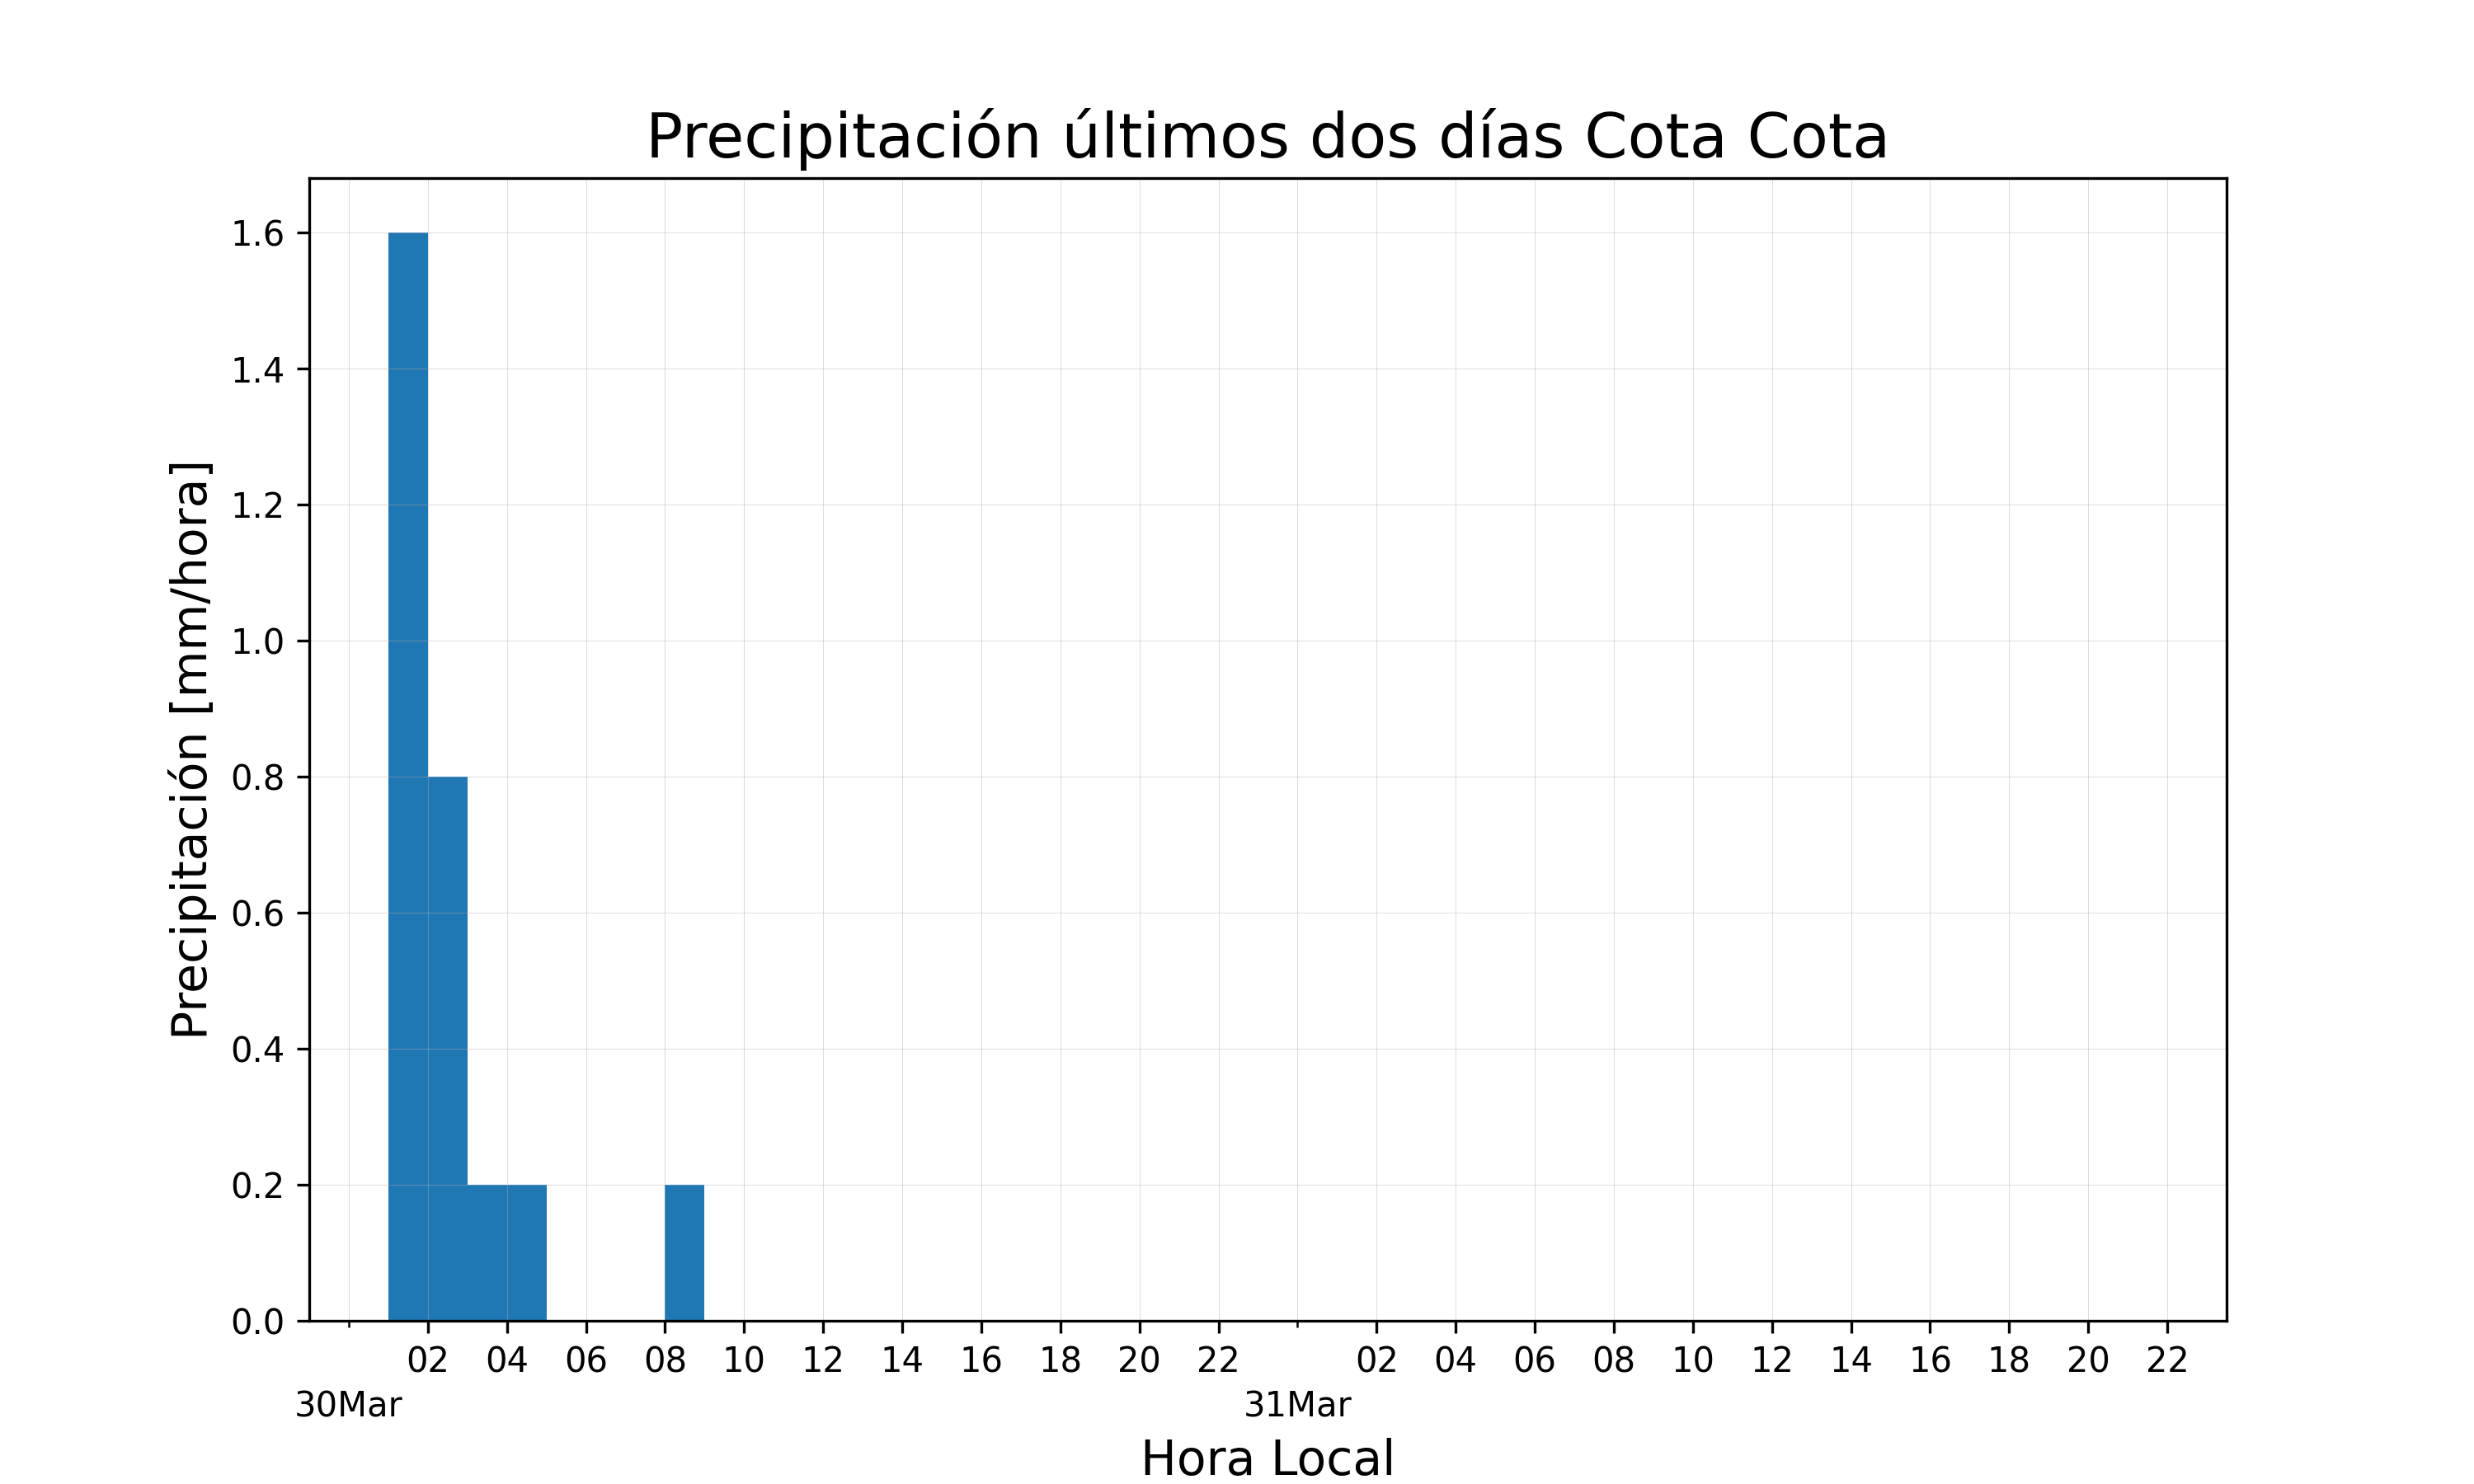 Precipitación últimos dos días Cota Cota
Precipitación [mm/hora]
1.6
1.4
1.2
1.0
0.8
0.6
0.4
0.2
0.0
02 04 06 08 10 12 14 16 18 20 22 02 04 06 08 10 12 14 16 18 20 22
30Mar 31Mar
Hora Local